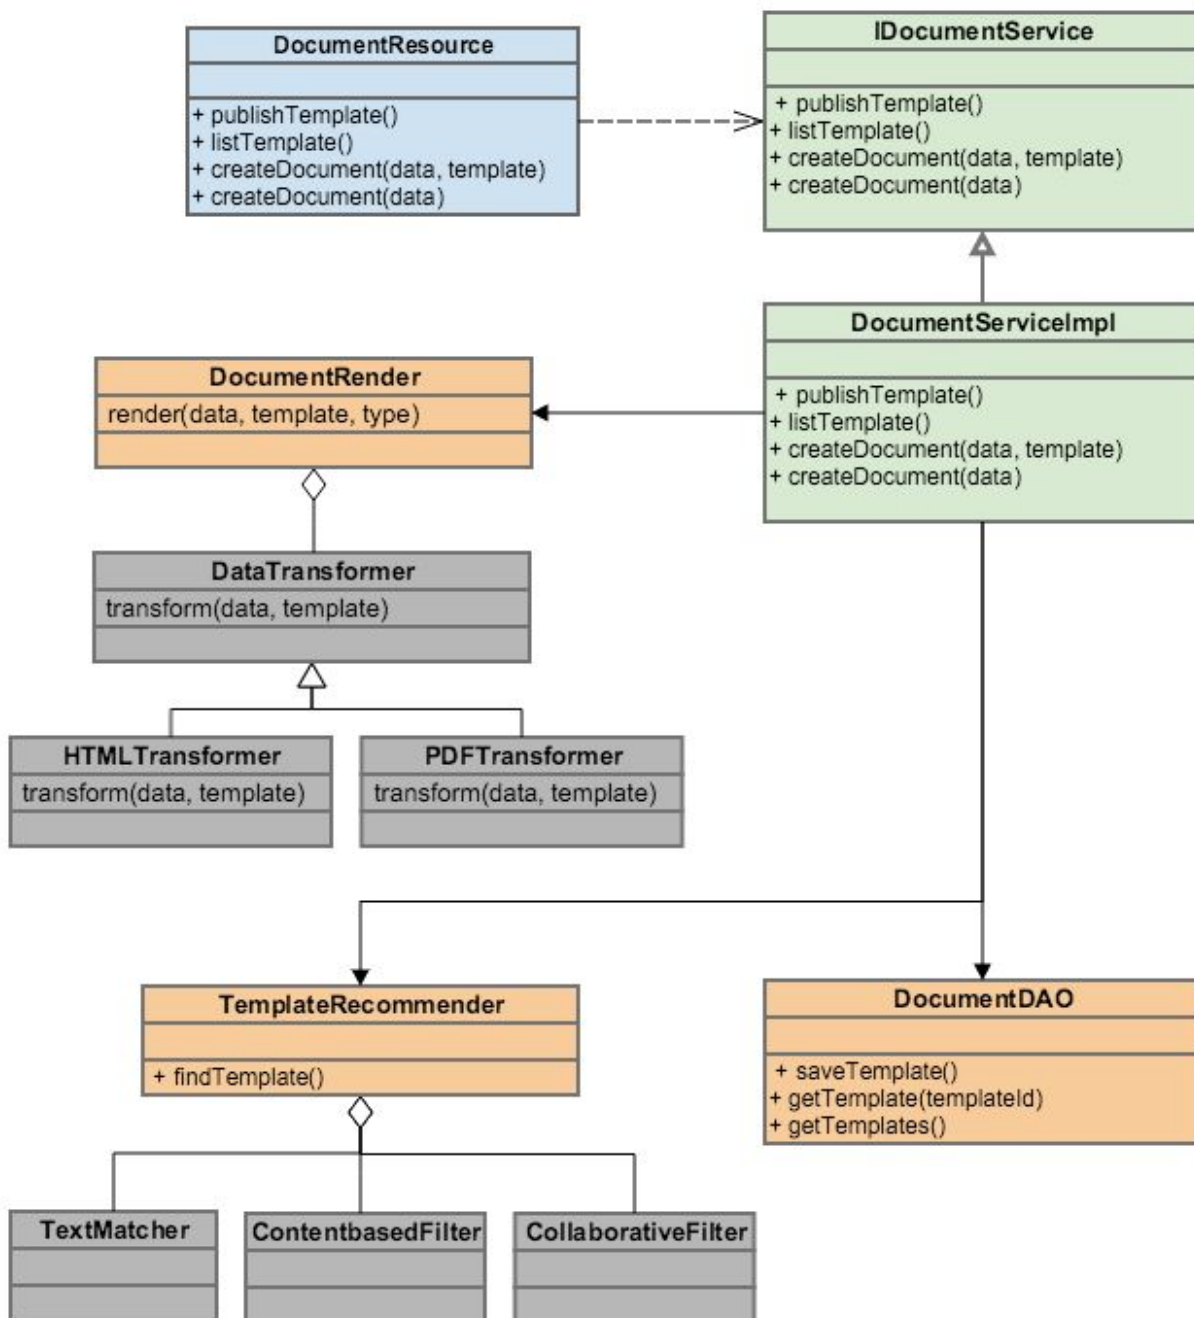 DocumentResource
+ publishTemplate()
+ listTemplate()
+ createDocument(data, template)
+ createDocument(data)
IDocumentService
+ publishTemplate()
+ listTemplate()
+ createDocument(data, template)
+ createDocument(data)
DocumentServiceImpl
+ publishTemplate()
+ listTemplate()
+ createDocument(data, template)
+ createDocument(data)
DocumentRender
render(data, template, type)
DataTransformer
transform(data, template)
HTMLTransformer
transform(data, template)
PDFTransformer
transform(data, template)
TemplateRecommender
+ findTemplate()
DocumentDAO
+ saveTemplate()
+ getTemplate(templateId)
+ getTemplates()
TextMatcher
ContentbasedFilter
CollaborativeFilter